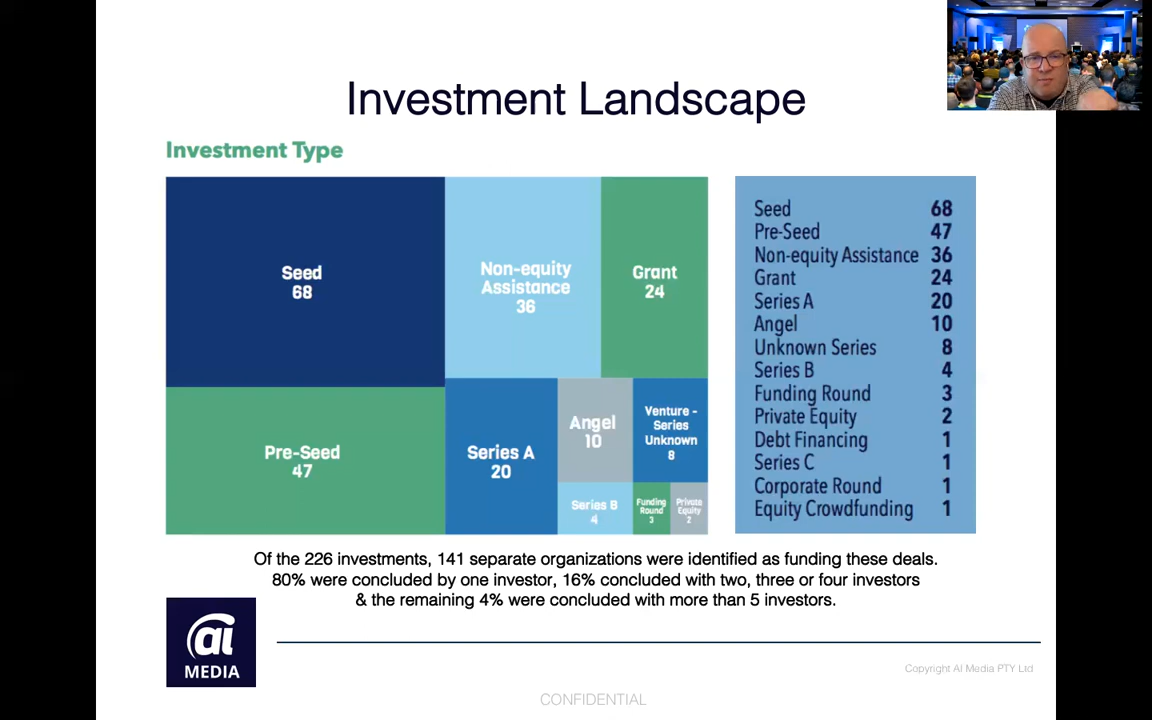 Investment Landscape
Investment Type
Seed
68
Non-equity
Assistance
36
Grant
24
Pre-Seed
47
Series A
20
Angel
10
Venture -
Series
Unknown
8
Series B
4
Funding
Round
3
Private
Equity
2
Seed 68
Pre-Seed 47
Non-equity Assistance 36
Grant 24
Series A 20
Angel 10
Unknown Series 8
Series B 4
Funding Round 3
Private Equity 2
Debt Financing 1
Series C 1
Corporate Round 1
Equity Crowdfunding 1
Of the 226 investments, 141 separate organizations were identified as funding these deals.
80% were concluded by one investor, 16% concluded with two, three or four investors
& the remaining 4% were concluded with more than 5 investors.
ai
MEDIA
Copyright AI Media PTY Ltd
CONFIDENTIAL